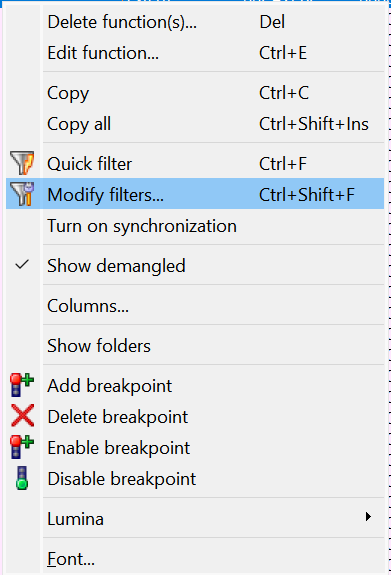 Delete function(s)... Del
Edit function... Ctrl+E
Copy Ctrl+C
Copy all Ctrl+Shift+Ins
Quick filter Ctrl+F
Modify filters... Ctrl+Shift+F
Turn on synchronization
Show demangled
Columns...
Show folders
Add breakpoint
Delete breakpoint
Enable breakpoint
Disable breakpoint
Lumina
Font...